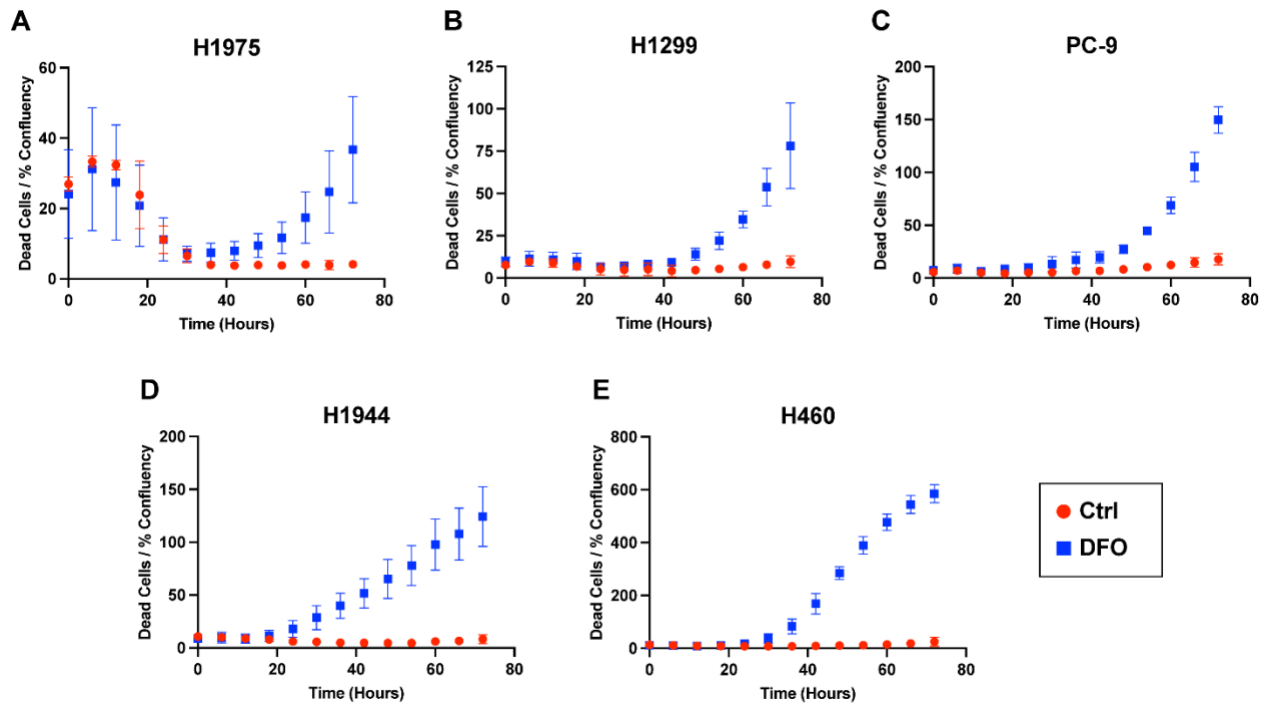 A
H1975
Dead Cells / % Confluency
60
40
20
0
0 20 40 60 80
Time (Hours)
B
H1299
Dead Cells / % Confluency
125
100
75
50
25
0
0 20 40 60 80
Time (Hours)
C
PC-9
Dead Cells / % Confluency
200
150
100
50
0
0 20 40 60 80
Time (Hours)
D
H1944
Dead Cells / % Confluency
200
150
100
50
0
0 20 40 60 80
Time (Hours)
E
H460
Dead Cells / % Confluency
800
600
400
200
0
0 20 40 60 80
Time (Hours)
Ctrl
DFO